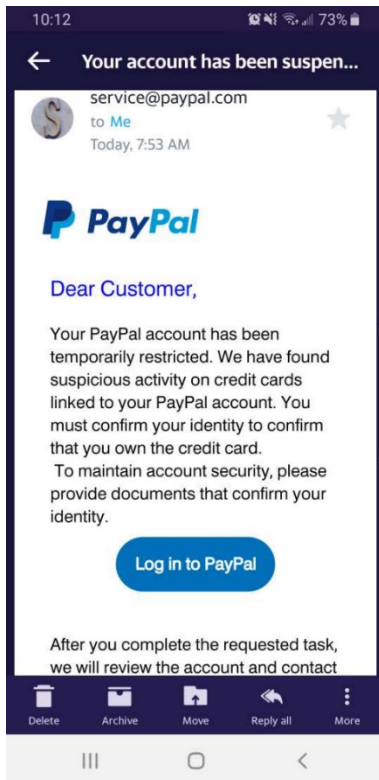 10:12
73%
Your account has been suspen...
service@paypal.com
to Me
Today, 7:53 AM
PayPal
Dear Customer,
Your PayPal account has been
temporarily restricted. We have found
suspicious activity on credit cards
linked to your PayPal account. You
must confirm your identity to confirm
that you own the credit card.
To maintain account security, please
provide documents that confirm your
identity.
Log in to PayPal
After you complete the requested task,
we will review the account and contact
Delete
Archive
Move
Reply all
More